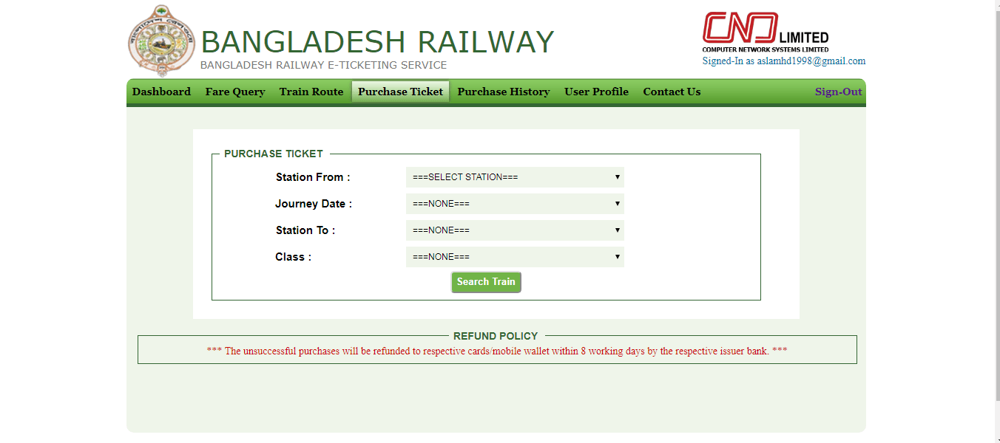 BANGLADESH RAILWAY
BANGLADESH RAILWAY E-TICKETING SERVICE
CNS LIMITED
COMPUTER NETWORK SYSTEMS LIMITED
Signed-In as aslamhd1998@gmail.com
Dashboard Fare Query Train Route Purchase Ticket Purchase History User Profile Contact Us Sign-Out
PURCHASE TICKET
Station From : ===SELECT STATION===
Journey Date : ===NONE===
Station To : ===NONE===
Class : ===NONE===
Search Train
REFUND POLICY
*** The unsuccessful purchases will be refunded to respective cards/mobile wallet within 8 working days by the respective issuer bank. ***